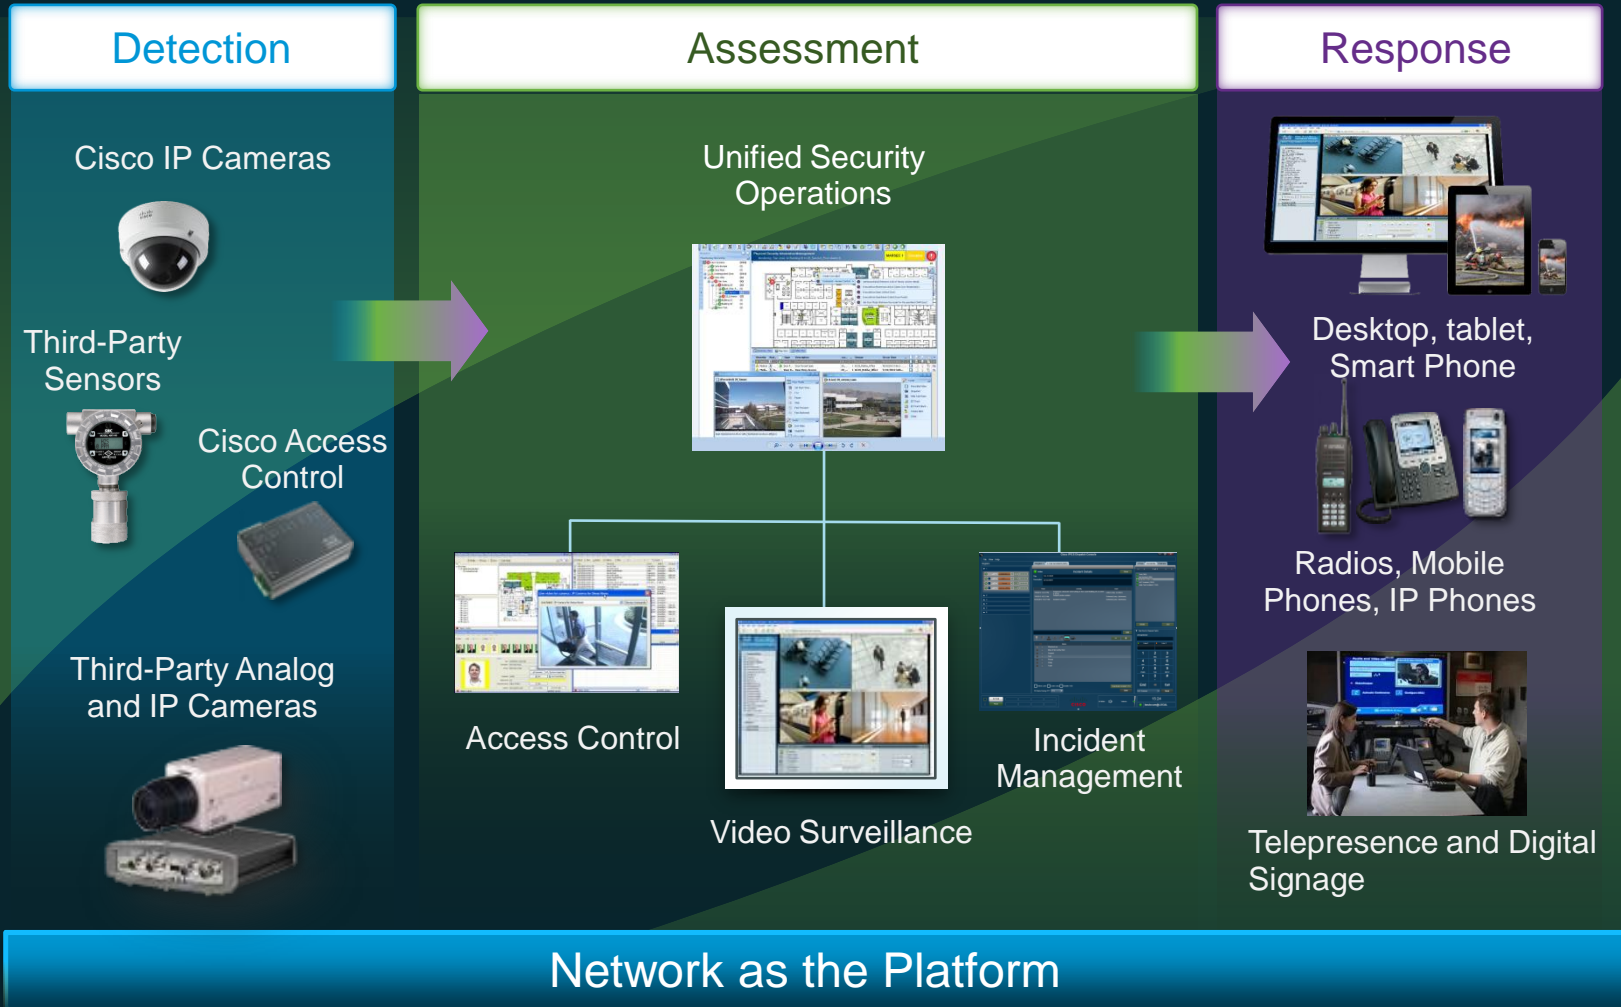 Detection
Assessment
Response
Cisco IP Cameras
Third-Party
Sensors
Cisco Access
Control
Third-Party Analog
and IP Cameras
Unified Security
Operations
Access Control
Video Surveillance
Incident
Management
Desktop, tablet,
Smart Phone
Radios, Mobile
Phones, IP Phones
Telepresence and Digital
Signage
Network as the Platform